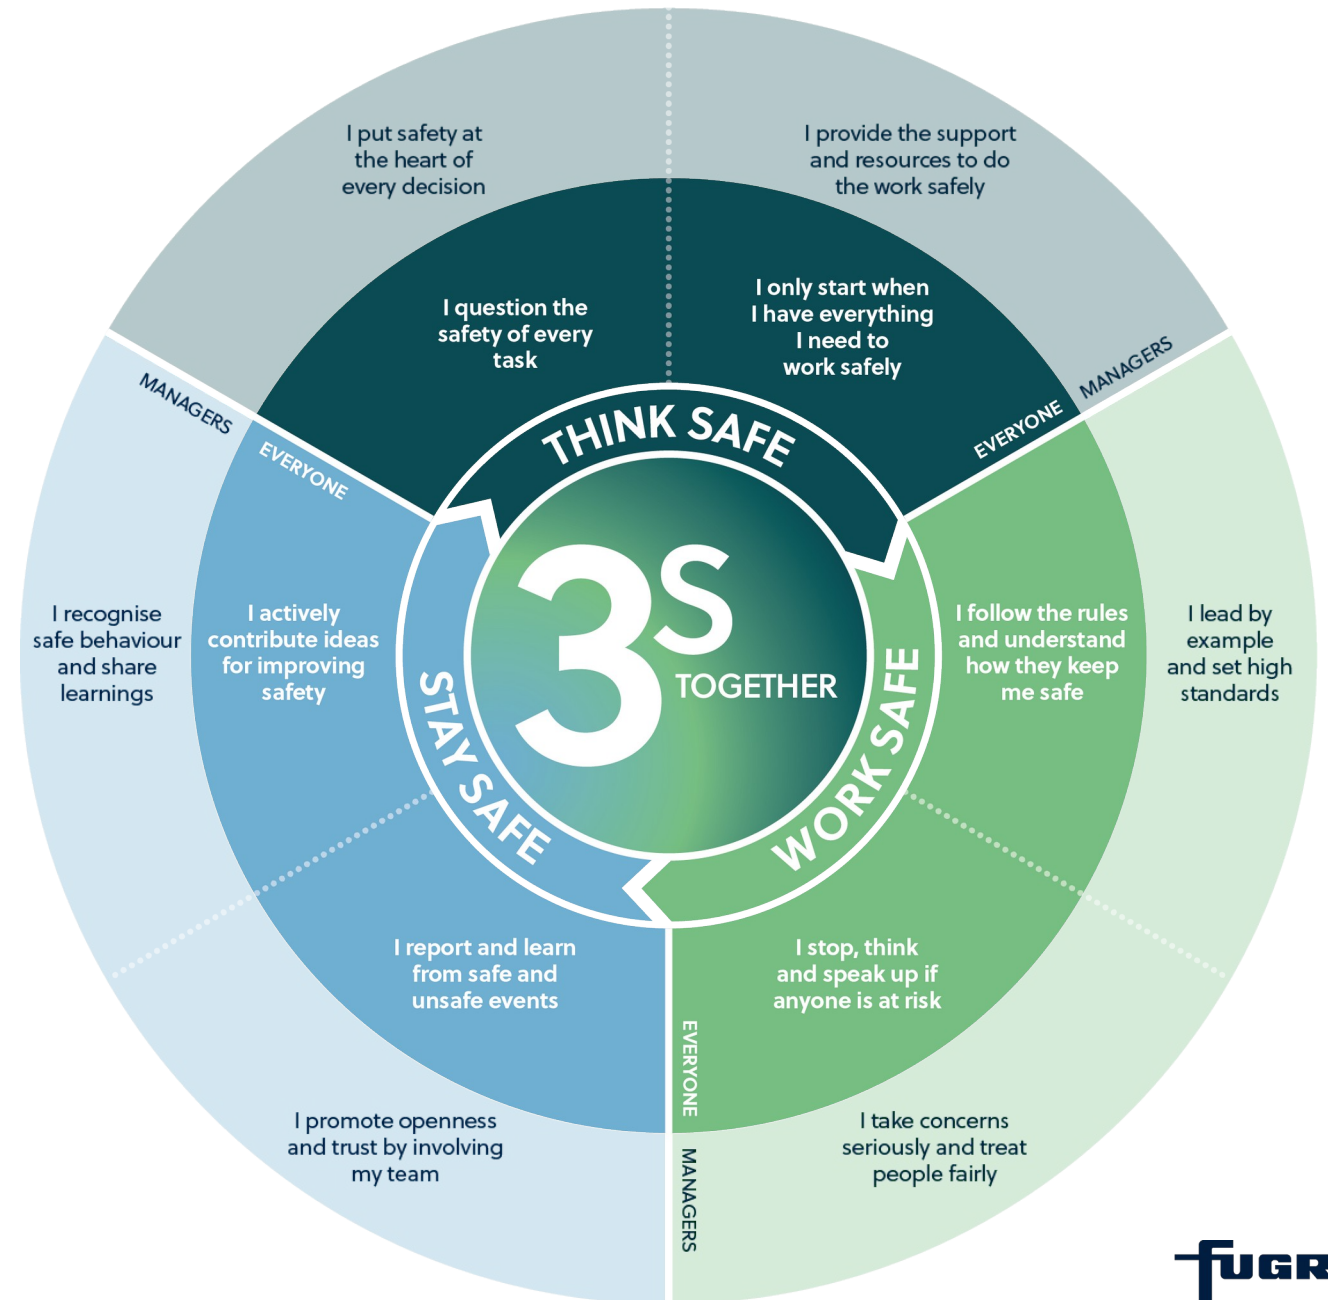 I put safety at
the heart of
every decision
I provide the support
and resources to do
the work safely
I question the
safety of every
task
I only start when
I have everything
I need to
work safely
MANAGERS
EVERYONE
EVERYONE
MANAGERS
THINK SAFE
3S
TOGETHER
WORK SAFE
STAY SAFE
I recognise
safe behaviour
and share
learnings
I actively
contribute ideas
for improving
safety
I follow the rules
and understand
how they keep
me safe
I lead by
example
and set high
standards
I report and learn
from safe and
unsafe events
I stop, think
and speak up if
anyone is at risk
EVERYONE
MANAGERS
I promote openness
and trust by involving
my team
I take concerns
seriously and treat
people fairly
fUGR